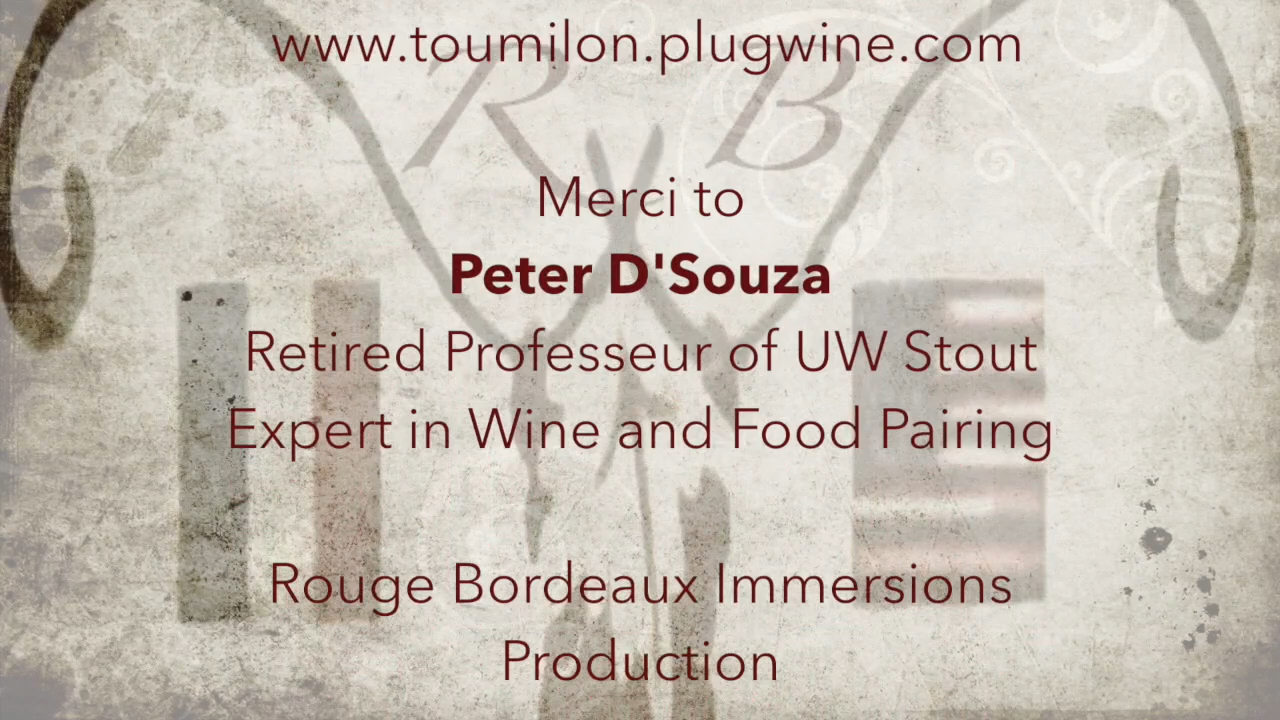 www.toumilon.plugwine.com
R B
Merci to
Peter D'Souza
Retired Professeur of UW Stout
Expert in Wine and Food Pairing
Rouge Bordeaux Immersions
Production